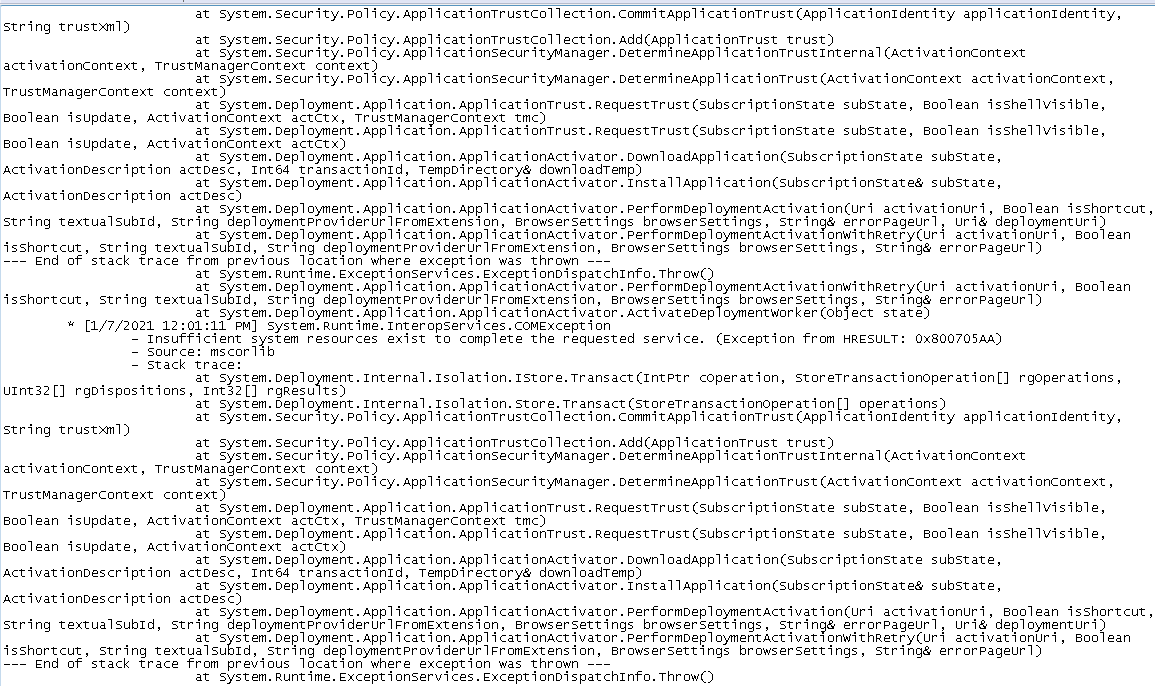 at System.Security.Policy.ApplicationTrustCollection.CommitApplicationTrust(ApplicationIdentity applicationIdentity,
String trustXml)
at System.Security.Policy.ApplicationTrustCollection.Add(ApplicationTrust trust)
at System.Security.Policy.ApplicationSecurityManager.DetermineApplicationTrustInternal(ActivationContext
activationContext, TrustManagerContext context)
at System.Security.Policy.ApplicationSecurityManager.DetermineApplicationTrust(ActivationContext activationContext,
TrustManagerContext context)
at System.Deployment.Application.ApplicationTrust.RequestTrust(SubscriptionState subState, Boolean isShellVisible,
Boolean isUpdate, ActivationContext actCtx, TrustManagerContext tmc)
at System.Deployment.Application.ApplicationTrust.RequestTrust(SubscriptionState subState, Boolean isShellVisible,
Boolean isUpdate, ActivationContext actCtx)
at System.Deployment.Application.ApplicationActivator.DownloadApplication(SubscriptionState subState,
ActivationDescription actDesc, Int64 transactionId, TempDirectory& downloadTemp)
at System.Deployment.Application.ApplicationActivator.InstallApplication(SubscriptionState& subState,
ActivationDescription actDesc)
at System.Deployment.Application.ApplicationActivator.PerformDeploymentActivation(Uri activationUri, Boolean isShortcut,
String textualSubId, String deploymentProviderUrlFromExtension, BrowserSettings browserSettings, String& errorPageUrl, Uri& deploymentUri)
at System.Deployment.Application.ApplicationActivator.PerformDeploymentActivationWithRetry(Uri activationUri, Boolean
isShortcut, String textualSubId, String deploymentProviderUrlFromExtension, BrowserSettings browserSettings, String& errorPageUrl)
--- End of stack trace from previous location where exception was thrown ---
at System.Runtime.ExceptionServices.ExceptionDispatchInfo.Throw()
at System.Deployment.Application.ApplicationActivator.PerformDeploymentActivationWithRetry(Uri activationUri, Boolean
isShortcut, String textualSubId, String deploymentProviderUrlFromExtension, BrowserSettings browserSettings, String& errorPageUrl)
at System.Deployment.Application.ApplicationActivator.ActivateDeploymentWorker(Object state)
* [1/7/2021 12:01:11 PM] System.Runtime.InteropServices.COMException
- Insufficient system resources exist to complete the requested service. (Exception from HRESULT: 0x800705AA)
- Source: mscorlib
- Stack trace:
at System.Deployment.Internal.Isolation.IStore.Transact(IntPtr cOperation, StoreTransactionOperation[] rgOperations,
UInt32[] rgDispositions, Int32[] rgResults)
at System.Deployment.Internal.Isolation.Store.Transact(StoreTransactionOperation[] operations)
at System.Security.Policy.ApplicationTrustCollection.CommitApplicationTrust(ApplicationIdentity applicationIdentity,
String trustXml)
at System.Security.Policy.ApplicationTrustCollection.Add(ApplicationTrust trust)
at System.Security.Policy.ApplicationSecurityManager.DetermineApplicationTrustInternal(ActivationContext
activationContext, TrustManagerContext context)
at System.Security.Policy.ApplicationSecurityManager.DetermineApplicationTrust(ActivationContext activationContext,
TrustManagerContext context)
at System.Deployment.Application.ApplicationTrust.RequestTrust(SubscriptionState subState, Boolean isShellVisible,
Boolean isUpdate, ActivationContext actCtx, TrustManagerContext tmc)
at System.Deployment.Application.ApplicationTrust.RequestTrust(SubscriptionState subState, Boolean isShellVisible,
Boolean isUpdate, ActivationContext actCtx)
at System.Deployment.Application.ApplicationActivator.DownloadApplication(SubscriptionState subState,
ActivationDescription actDesc, Int64 transactionId, TempDirectory& downloadTemp)
at System.Deployment.Application.ApplicationActivator.InstallApplication(SubscriptionState& subState,
ActivationDescription actDesc)
at System.Deployment.Application.ApplicationActivator.PerformDeploymentActivation(Uri activationUri, Boolean isShortcut,
String textualSubId, String deploymentProviderUrlFromExtension, BrowserSettings browserSettings, String& errorPageUrl, Uri& deploymentUri)
at System.Deployment.Application.ApplicationActivator.PerformDeploymentActivationWithRetry(Uri activationUri, Boolean
isShortcut, String textualSubId, String deploymentProviderUrlFromExtension, BrowserSettings browserSettings, String& errorPageUrl)
--- End of stack trace from previous location where exception was thrown ---
at System.Runtime.ExceptionServices.ExceptionDispatchInfo.Throw()